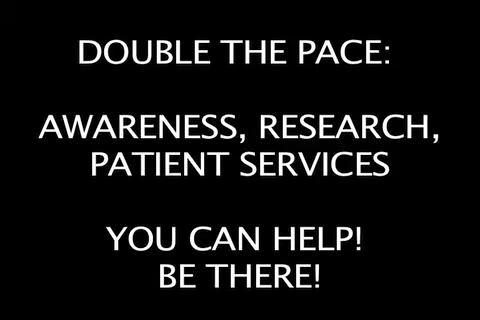 DOUBLE THE PACE:
AWARENESS, RESEARCH,
PATIENT SERVICES
YOU CAN HELP!
BE THERE!